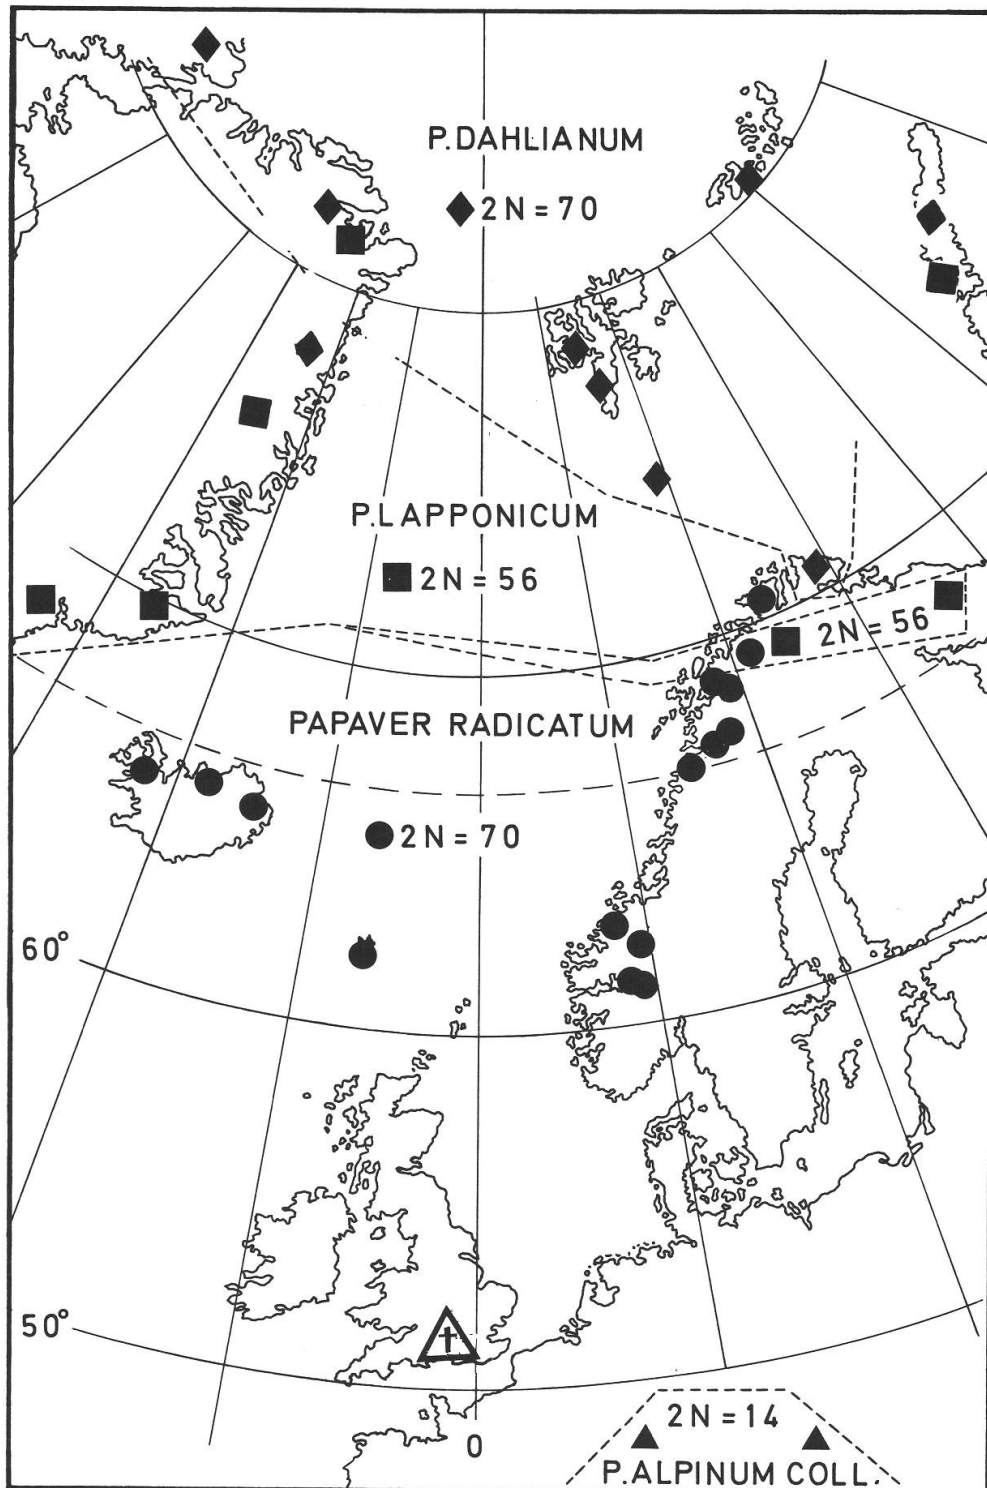 P.DAHLIANUM
2N=70
P.LAPPONICUM
2N=56
2N=56
PAPAVER RADICATUM
2N=70
60°
50°
0
2N=14
P.ALPINUM COLL.